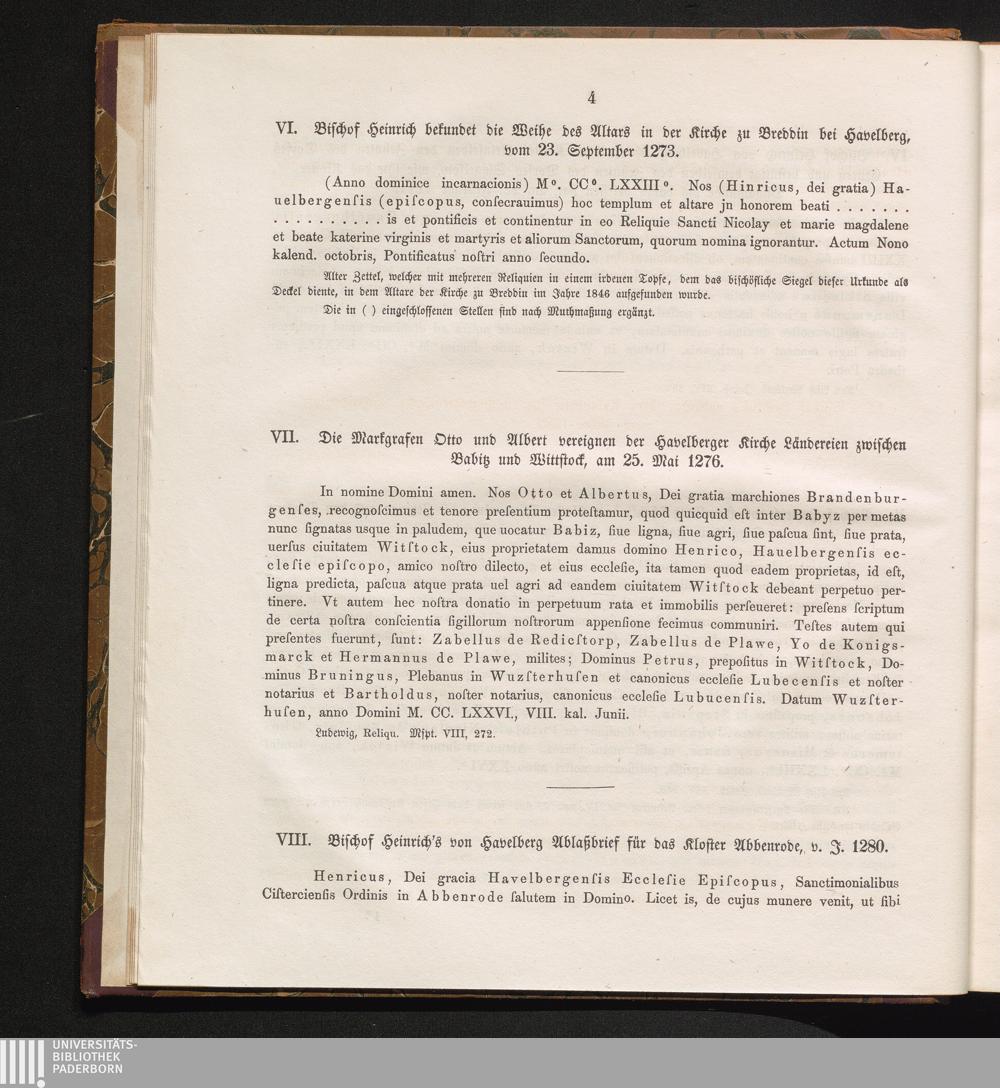 4
VI. Bischof Heinrich bekundet die Weihe des Altars in der Kirche zu Breddin bei Havelberg,
vom 23. September 1273.
(Anno dominice incarnacionis) M⁰. CC⁰. LXXIII⁰. Nos (Hinricus, dei gratia) Ha-
uelbergenſis (epiſcopus, conſecrauimus) hoc templum et altare jn honorem beati . . . . . . .
. . . . . . . . . . is et pontificis et continentur in eo Reliquie Sancti Nicolay et marie magdalene
et beate katerine virginis et martyris et aliorum Sanctorum, quorum nomina ignorantur. Actum Nono
kalend. octobris, Pontificatus noſtri anno ſecundo.
Alter Zettel, welcher mit mehreren Reliquien in einem irdenen Topfe, dem das bischöfliche Siegel dieser Urkunde als
Deckel diente, in dem Altare der Kirche zu Breddin im Jahre 1846 aufgefunden wurde.
Die in ( ) eingeschlossenen Stellen sind nach Muthmaßung ergänzt.
VII. Die Markgrafen Otto und Albert vereignen der Havelberger Kirche Ländereien zwischen
Babitz und Wittstock, am 25. Mai 1276.
In nomine Domini amen. Nos Otto et Albertus, Dei gratia marchiones Brandenbur-
genſes, recognoſcimus et tenore preſentium proteſtamur, quod quicquid eſt inter Babyz per metas
nunc ſignatas usque in paludem, que uocatur Babiz, ſiue ligna, ſiue agri, ſiue paſcua ſint, ſiue prata,
uerſus ciuitatem Witſtock, eius proprietatem damus domino Henrico, Hauelbergenſis ec-
cleſie epiſcopo, amico noſtro dilecto, et eius eccleſie, ita tamen quod eadem proprietas, id eſt,
ligna predicta, paſcua atque prata uel agri ad eandem ciuitatem Witſtock debeant perpetuo per-
tinere. Vt autem hec noſtra donatio in perpetuum rata et immobilis perſeueret: preſens ſcriptum
de certa noſtra conſcientia ſigillorum noſtrorum appenſione fecimus communiri. Teſtes autem qui
preſentes fuerunt, ſunt: Zabellus de Redicſtorp, Zabellus de Plawe, Yo de Konigs-
marck et Hermannus de Plawe, milites; Dominus Petrus, prepoſitus in Witſtock, Do-
minus Bruningus, Plebanus in Wuzſterhuſen et canonicus eccleſie Lubecenſis et noſter
notarius et Bartholdus, noſter notarius, canonicus eccleſie Lubucenſis. Datum Wuzſter-
huſen, anno Domini M. CC. LXXVI., VIII. kal. Junii.
Ludewig, Reliqu. Mſpt. VIII, 272.
VIII. Bischof Heinrich's von Havelberg Ablaßbrief für das Kloster Abbenrode, v. J. 1280.
Henricus, Dei gracia Havelbergenſis Eccleſie Epiſcopus, Sanctimonialibus
Ciſtercienſis Ordinis in Abbenrode ſalutem in Domino. Licet is, de cujus munere venit, ut ſibi
UNIVERSITÄTS-
BIBLIOTHEK
PADERBORN